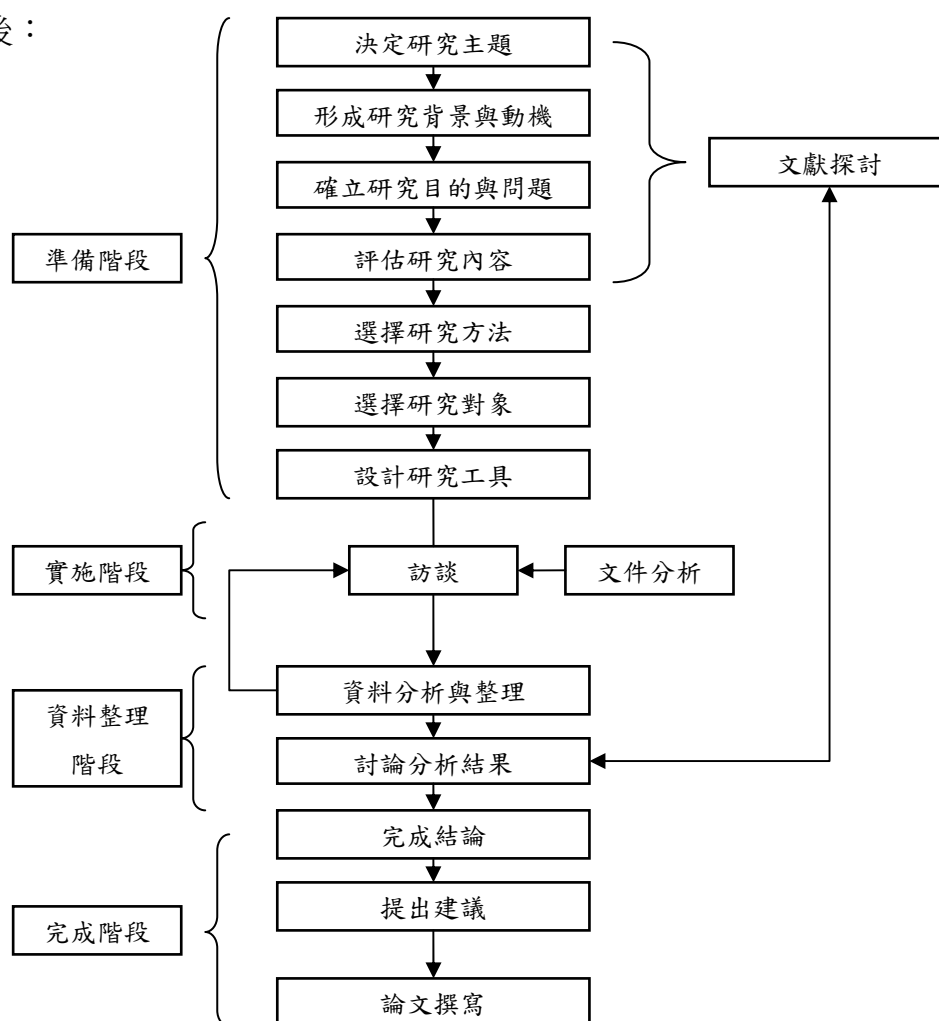 後：
決定研究主題
形成研究背景與動機
文獻探討
確立研究目的與問題
準備階段
評估研究內容
選擇研究方法
選擇研究對象
設計研究工具
實施階段
訪談
文件分析
資料整理
階段
資料分析與整理
討論分析結果
完成結論
完成階段
提出建議
論文撰寫